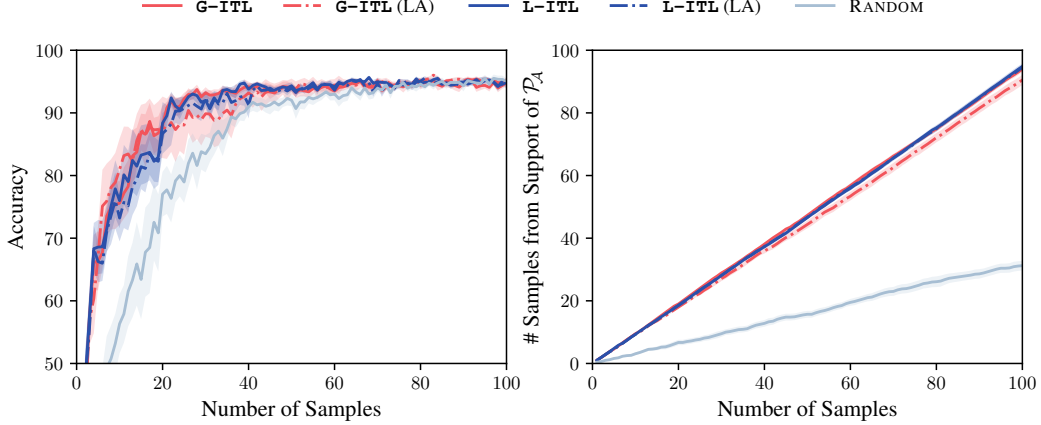 G-ITL G-ITL (LA) L-ITL L-ITL (LA) RANDOM
100
90
80
70
60
50
0 20 40 60 80 100
Accuracy
Number of Samples
100
80
60
40
20
0
0 20 40 60 80 100
# Samples from Support of 𝒫_𝒜
Number of Samples